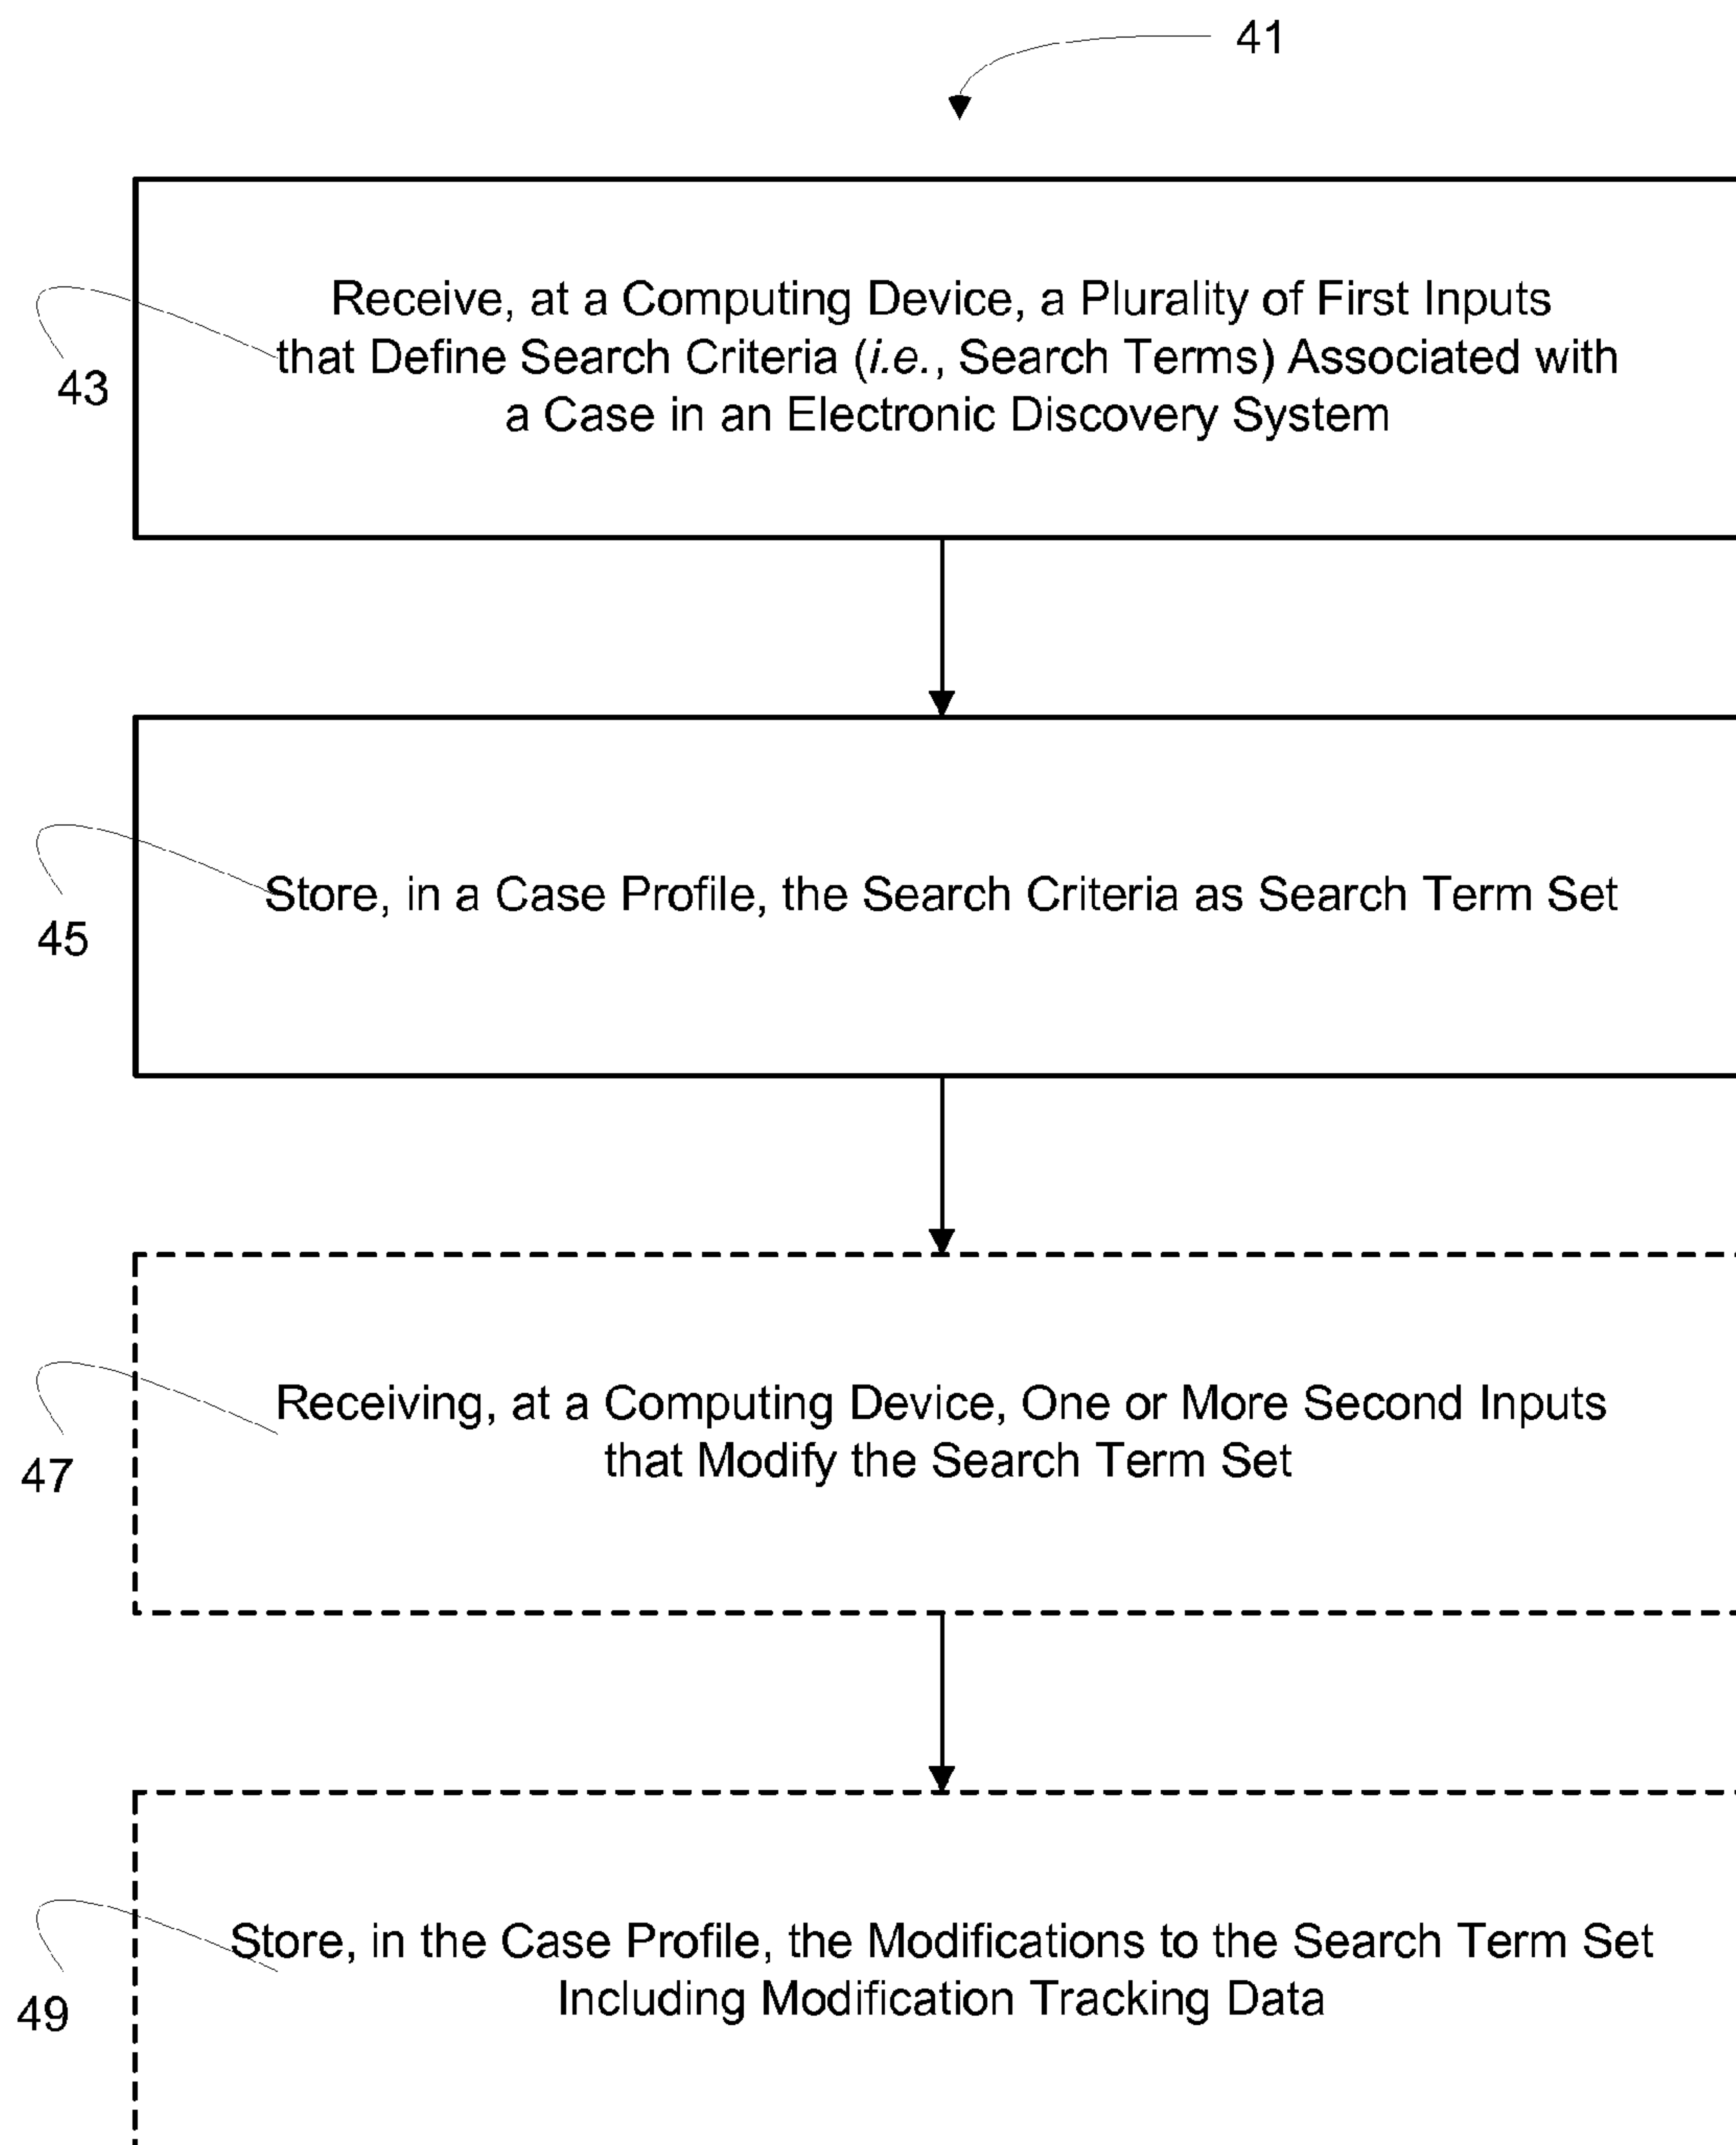 41
Receive, at a Computing Device, a Plurality of First Inputs
that Define Search Criteria (i.e., Search Terms) Associated with
a Case in an Electronic Discovery System
43
Store, in a Case Profile, the Search Criteria as Search Term Set
45
Receiving, at a Computing Device, One or More Second Inputs
that Modify the Search Term Set
47
Store, in the Case Profile, the Modifications to the Search Term Set
Including Modification Tracking Data
49